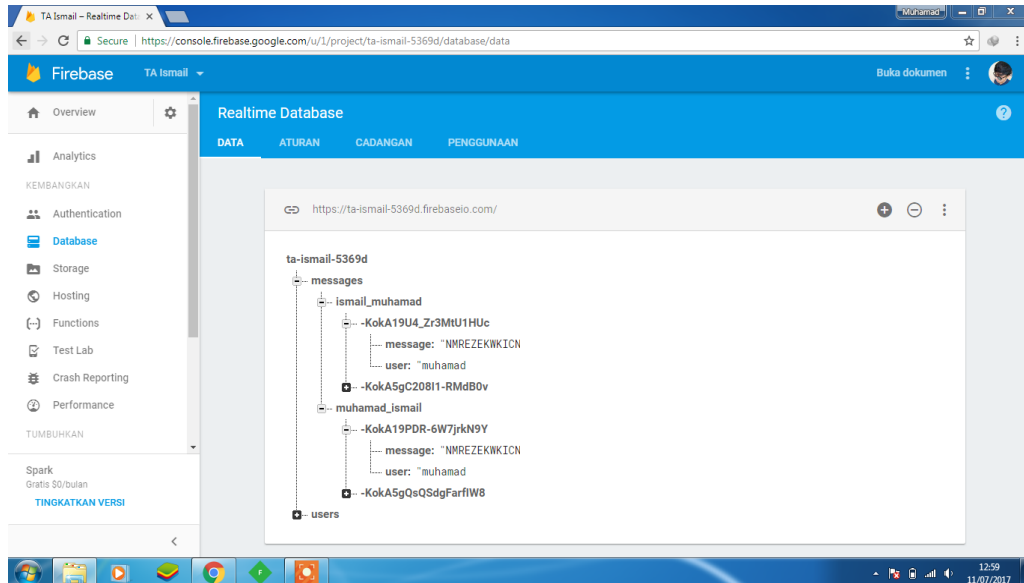 TA Ismail – Realtime Dat
Muhamad
Secure | https://console.firebase.google.com/u/1/project/ta-ismail-5369d/database/data
Firebase TA Ismail Buka dokumen
Overview
Realtime Database
DATA ATURAN CADANGAN PENGGUNAAN
Analytics
KEMBANGKAN
Authentication
Database
Storage
Hosting
Functions
Test Lab
Crash Reporting
Performance
TUMBUHKAN
Spark
Gratis $0/bulan
TINGKATKAN VERSI
https://ta-ismail-5369d.firebaseio.com/
ta-ismail-5369d
messages
ismail_muhamad
-KokA19U4_Zr3MtU1HUc
message: "NMREZEKWKICN
user: "muhamad
-KokA5gC208I1-RMdB0v
muhamad_ismail
-KokA19PDR-6W7jrkN9Y
message: "NMREZEKWKICN
user: "muhamad
-KokA5gQsQSdgFarfIW8
users
12:59
11/07/2017